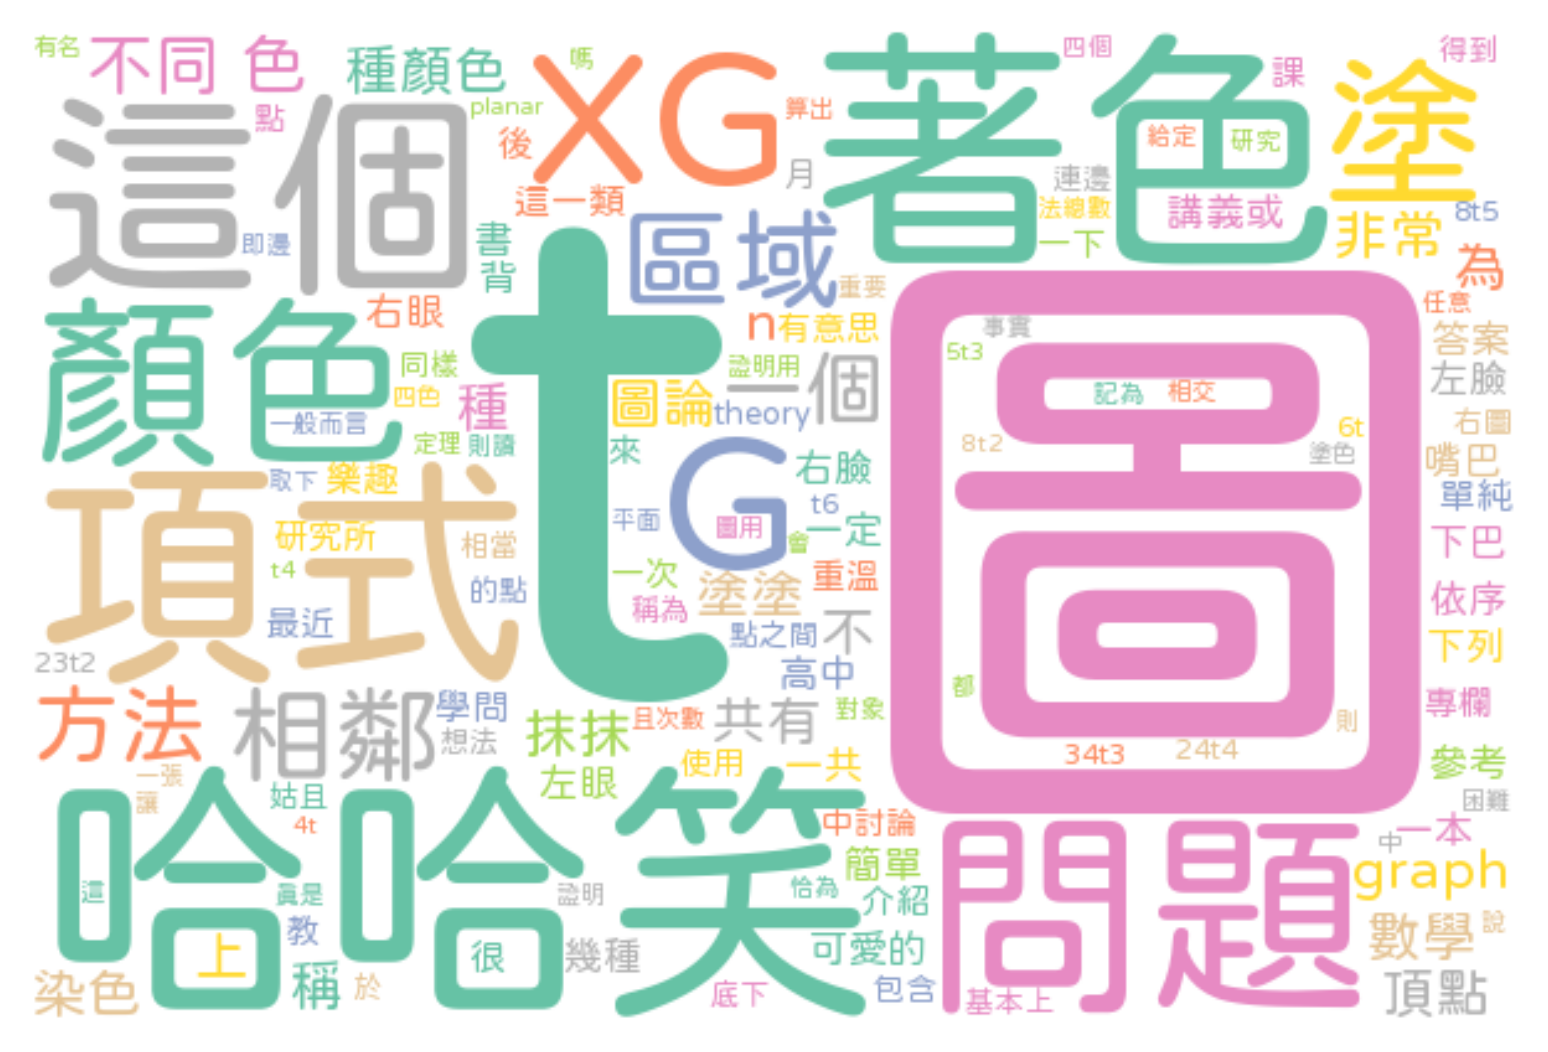 有名
不同 色
種顏色
嗎
XG
著色
四個
課
塗
得到
點
planar
算出
這個
後
月
給定
研究
連邊
法總數
講義或
8t5
這一類
即邊
書
背
區域
一下
非常
為
重要
右眼
t
n
有意思
圖
事實
任意
顏色
同樣
5t3
答案
證明用
一個
左臉
四色
種
圖論
theory
記為
相交
一般而言
定理
則讀
來
G
右臉
8t2
6t
右圖
塗色
嘴巴
項式
取下
樂趣
t6
單純
平面
圖用
會
一定
研究所
相當
下巴
t4
的點
一次
塗塗
重溫
最近
稱為
點之間
不
依序
23t2
高中
下列
都
方法
相鄰
學問
想法
抹抹
且次數
共有
對象
則
專欄
34t3
24t4
一張
讓
姑且
左眼
使用
一共
參考
4t
哈哈笑
中討論
問題
困難
中
一本
這
真是
證明
簡單
恰為
介紹
graph
教
上
很
幾種
可愛的
數學
說
染色
稱
於
底下
包含
基本上
頂點